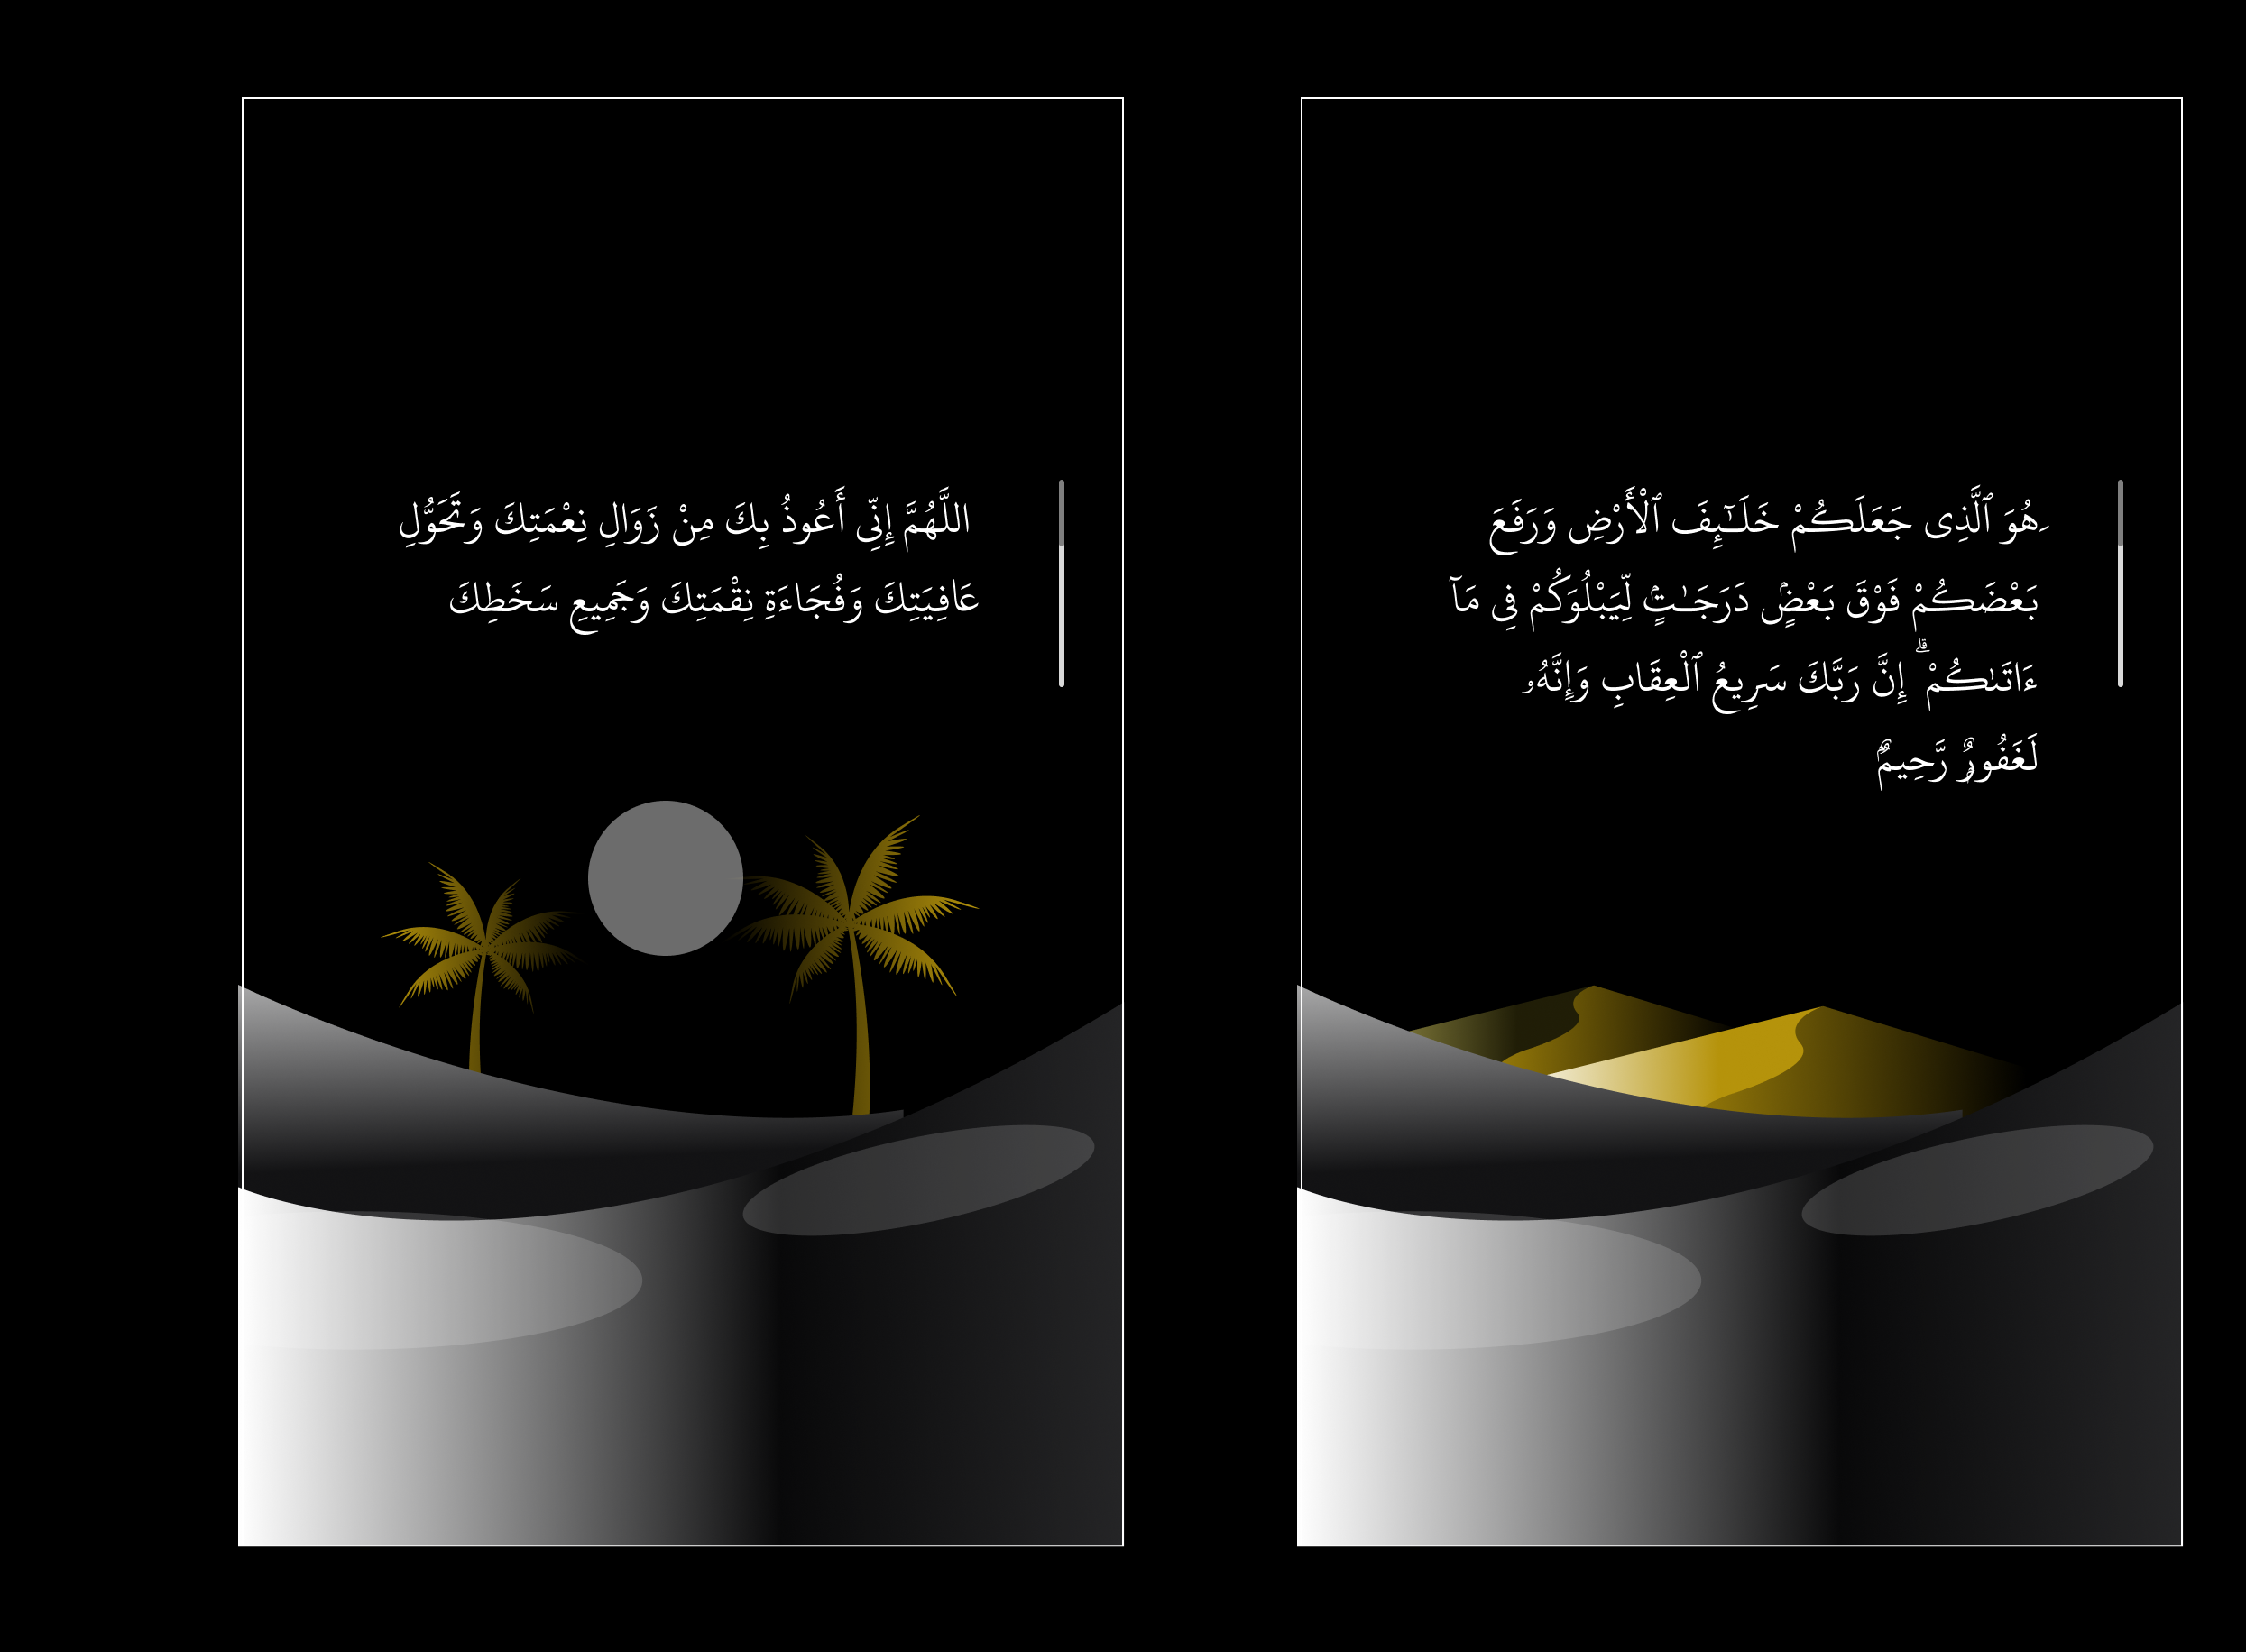 ِهُوَ ٱلَّذِى جَعَلَكُمْ خَلَـٰٓئِفَ ٱلْأَرْضِ وَرَفَعَ
بَعْضَكُمْ فَوْقَ بَعْضٍۢ دَرَجَـٰتٍۢ لِّيَبْلُوَكُمْ فِى مَآ
ءَاتَىٰكُمْ ۗ إِنَّ رَبَّكَ سَرِيعُ ٱلْعِقَابِ وَإِنَّهُۥ
لَغَفُورٌۭ رَّحِيمٌۢ
اللَّهُمَّ إِنِّي أَعُوذُ بِكَ مِنْ زَوَالِ نِعْمَتِكَ وَتَحَوُّلِ
عَافِيَتِكَ وَفُجَاءَةِ نِقْمَتِكَ وَجَمِيعِ سَخَطِكَ